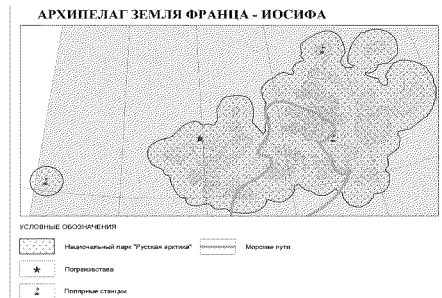 АРХИПЕЛАГ ЗЕМЛЯ ФРАНЦА - ИОСИФА
УСЛОВНЫЕ ОБОЗНАЧЕНИЯ
Национальный парк "Русская арктика" Морские пути
Погранзастава
Полярные станции